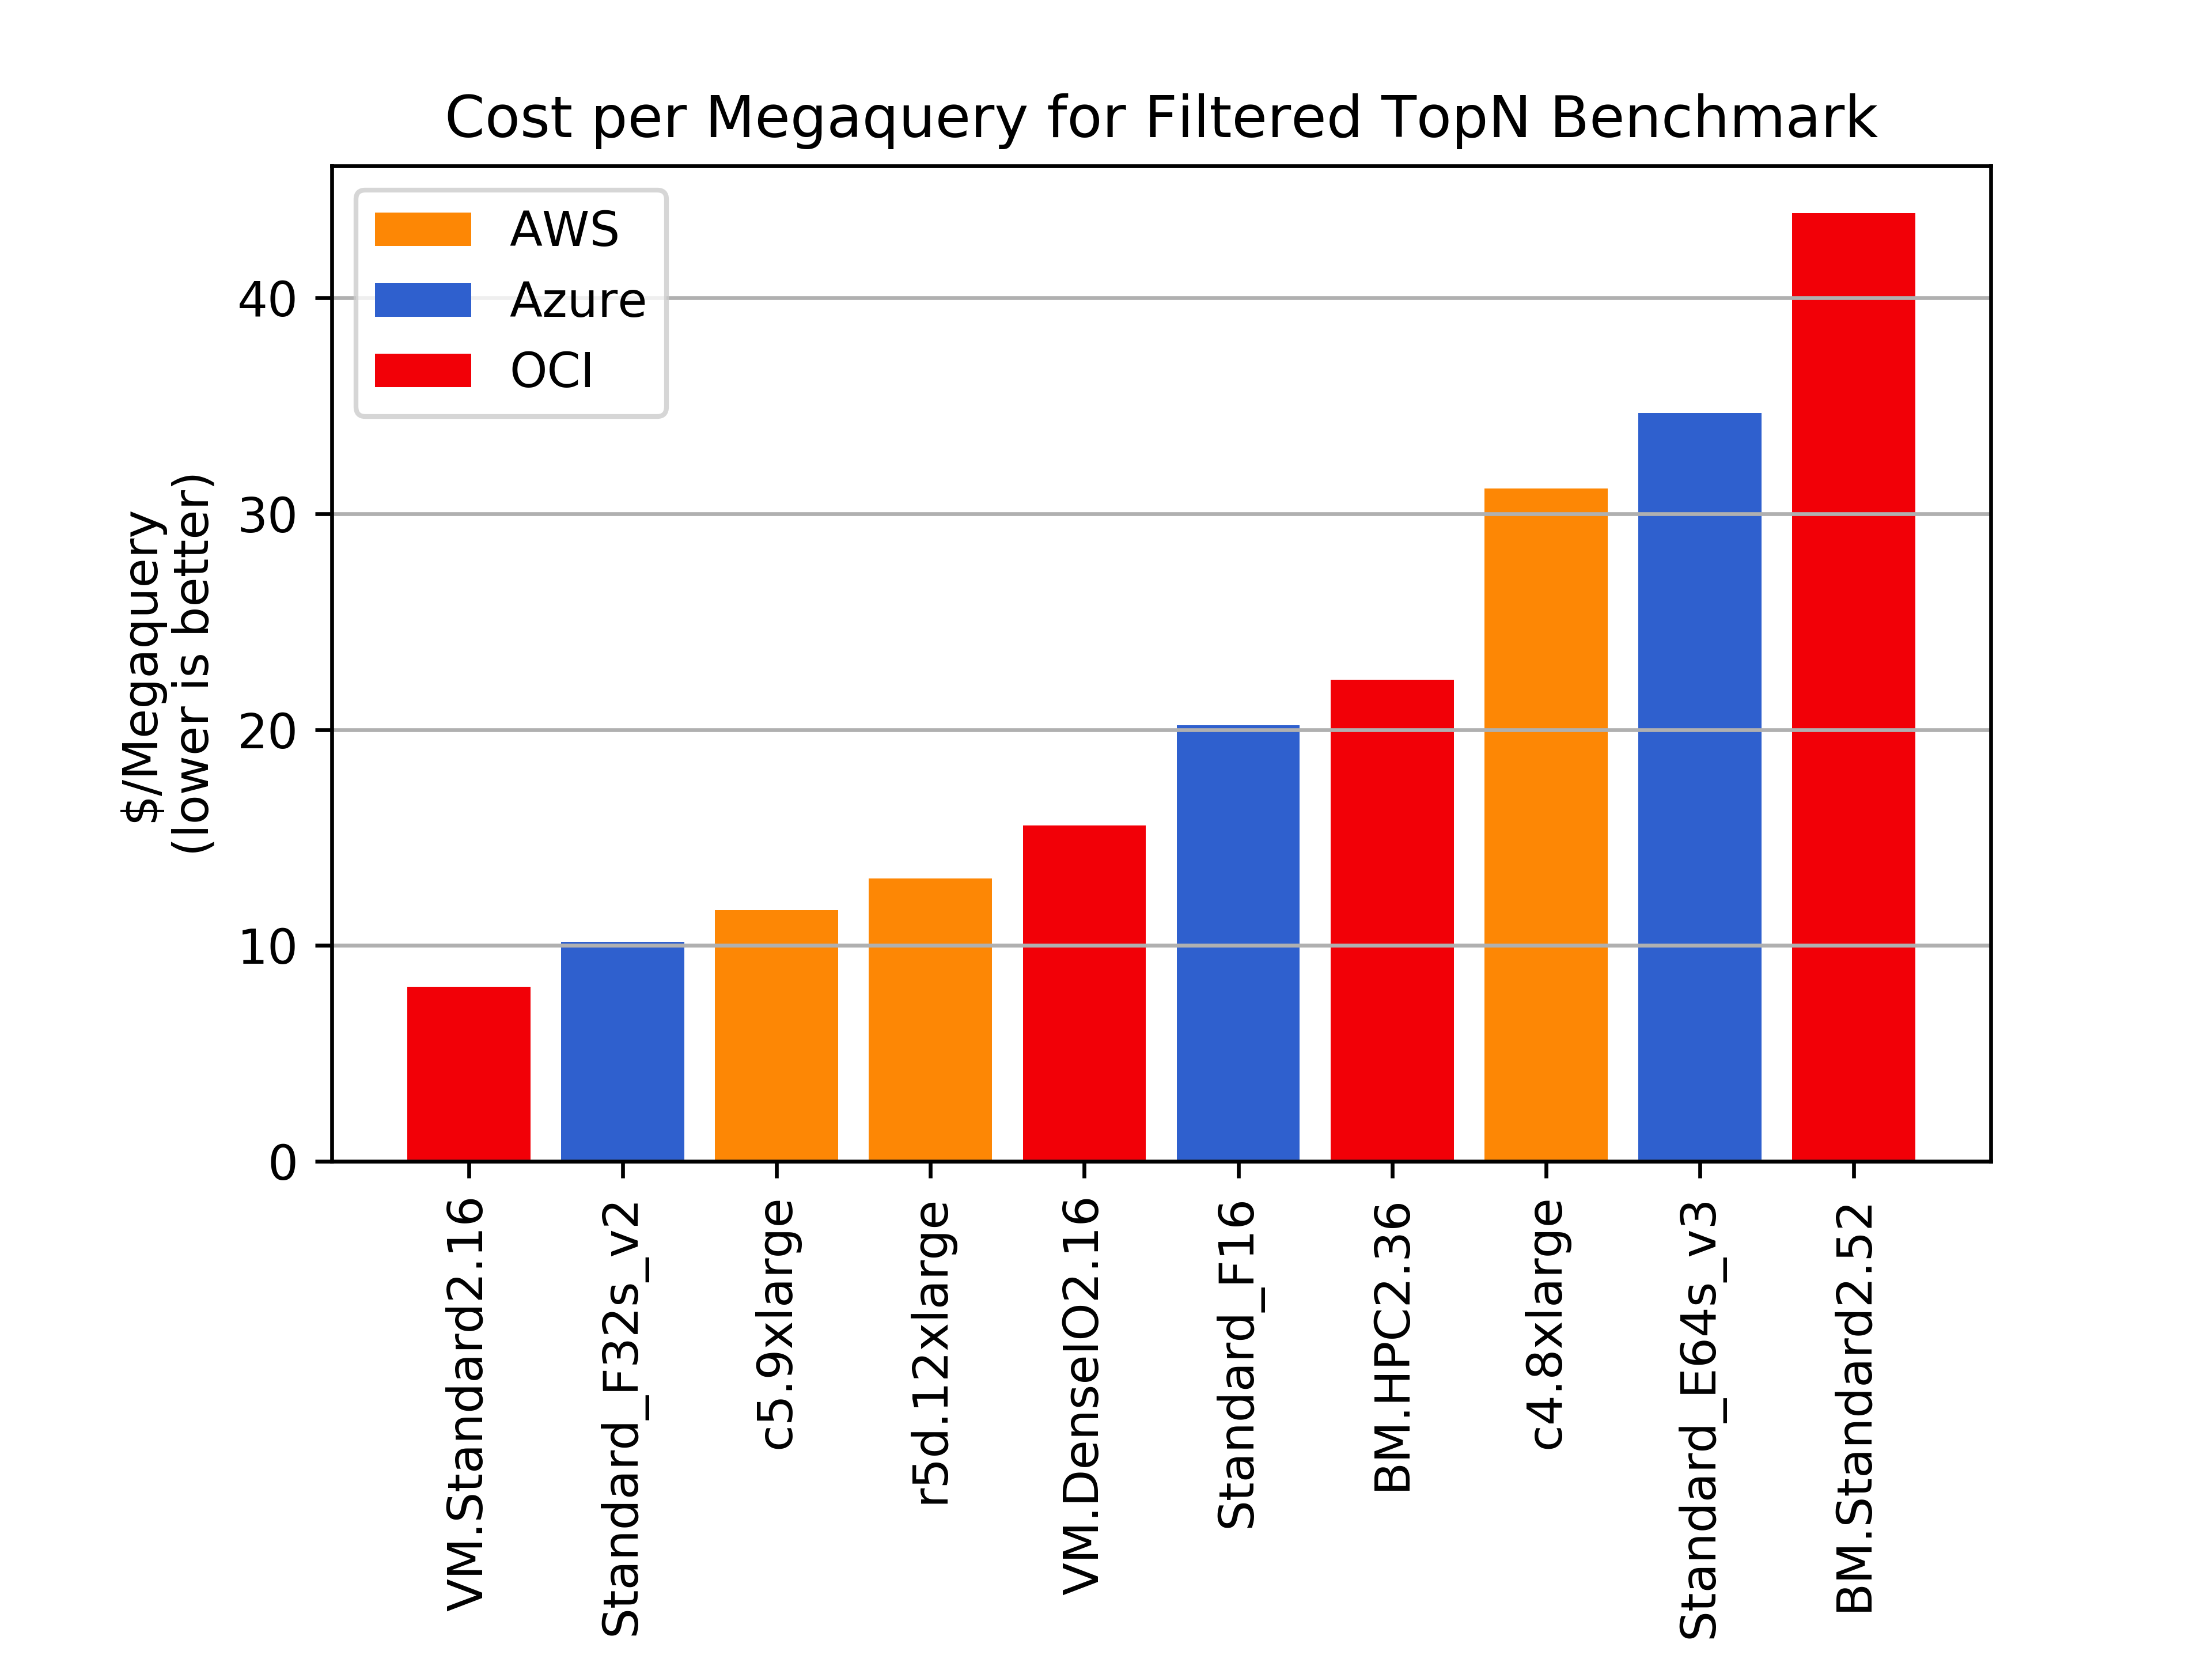 Cost per Megaquery for Filtered TopN Benchmark
AWS
Azure
OCI
$/Megaquery
(lower is better)
40
30
20
10
0
VM.Standard2.16
Standard_F32s_v2
c5.9xlarge
r5d.12xlarge
VM.DenseIO2.16
Standard_F16
BM.HPC2.36
c4.8xlarge
Standard_E64s_v3
BM.Standard2.52